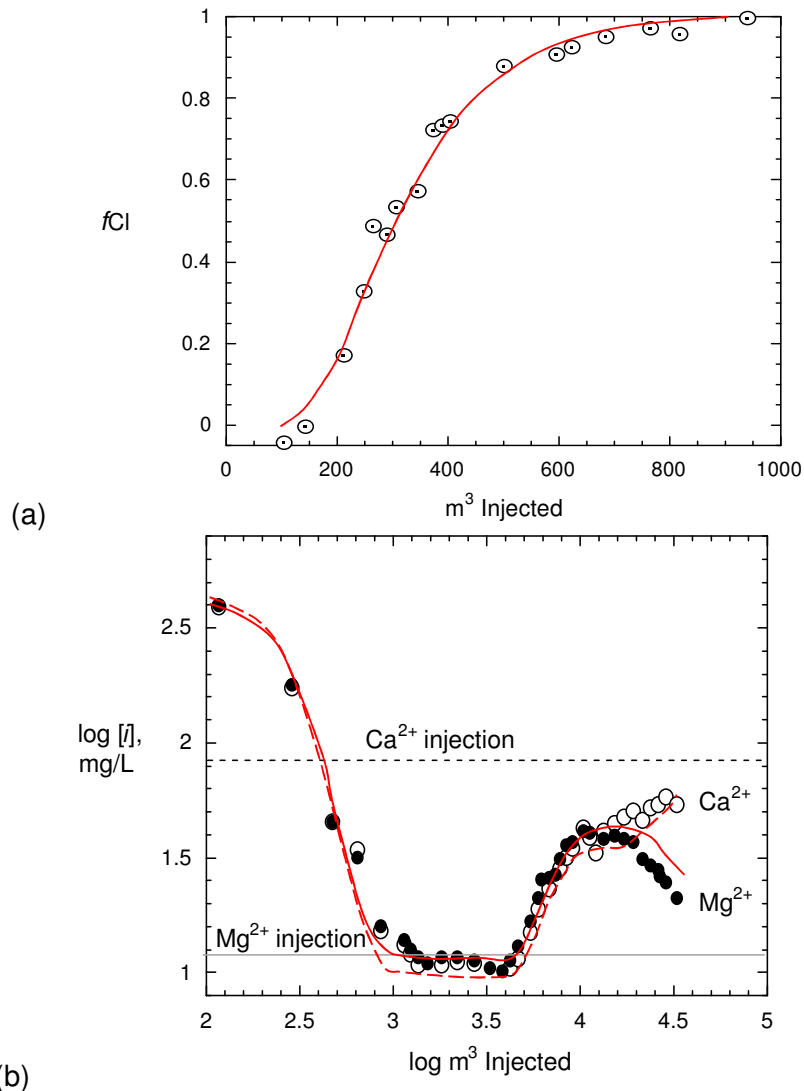 1
0.8
fCl
0.6
0.4
0.2
0
0 200 400 600 800 1000
m³ Injected
(a)
2.5
log [i],
mg/L
2
Ca²⁺ injection
Ca²⁺
1.5
Mg²⁺
Mg²⁺ injection
1
2 2.5 3 3.5 4 4.5 5
log m³ Injected
(b)